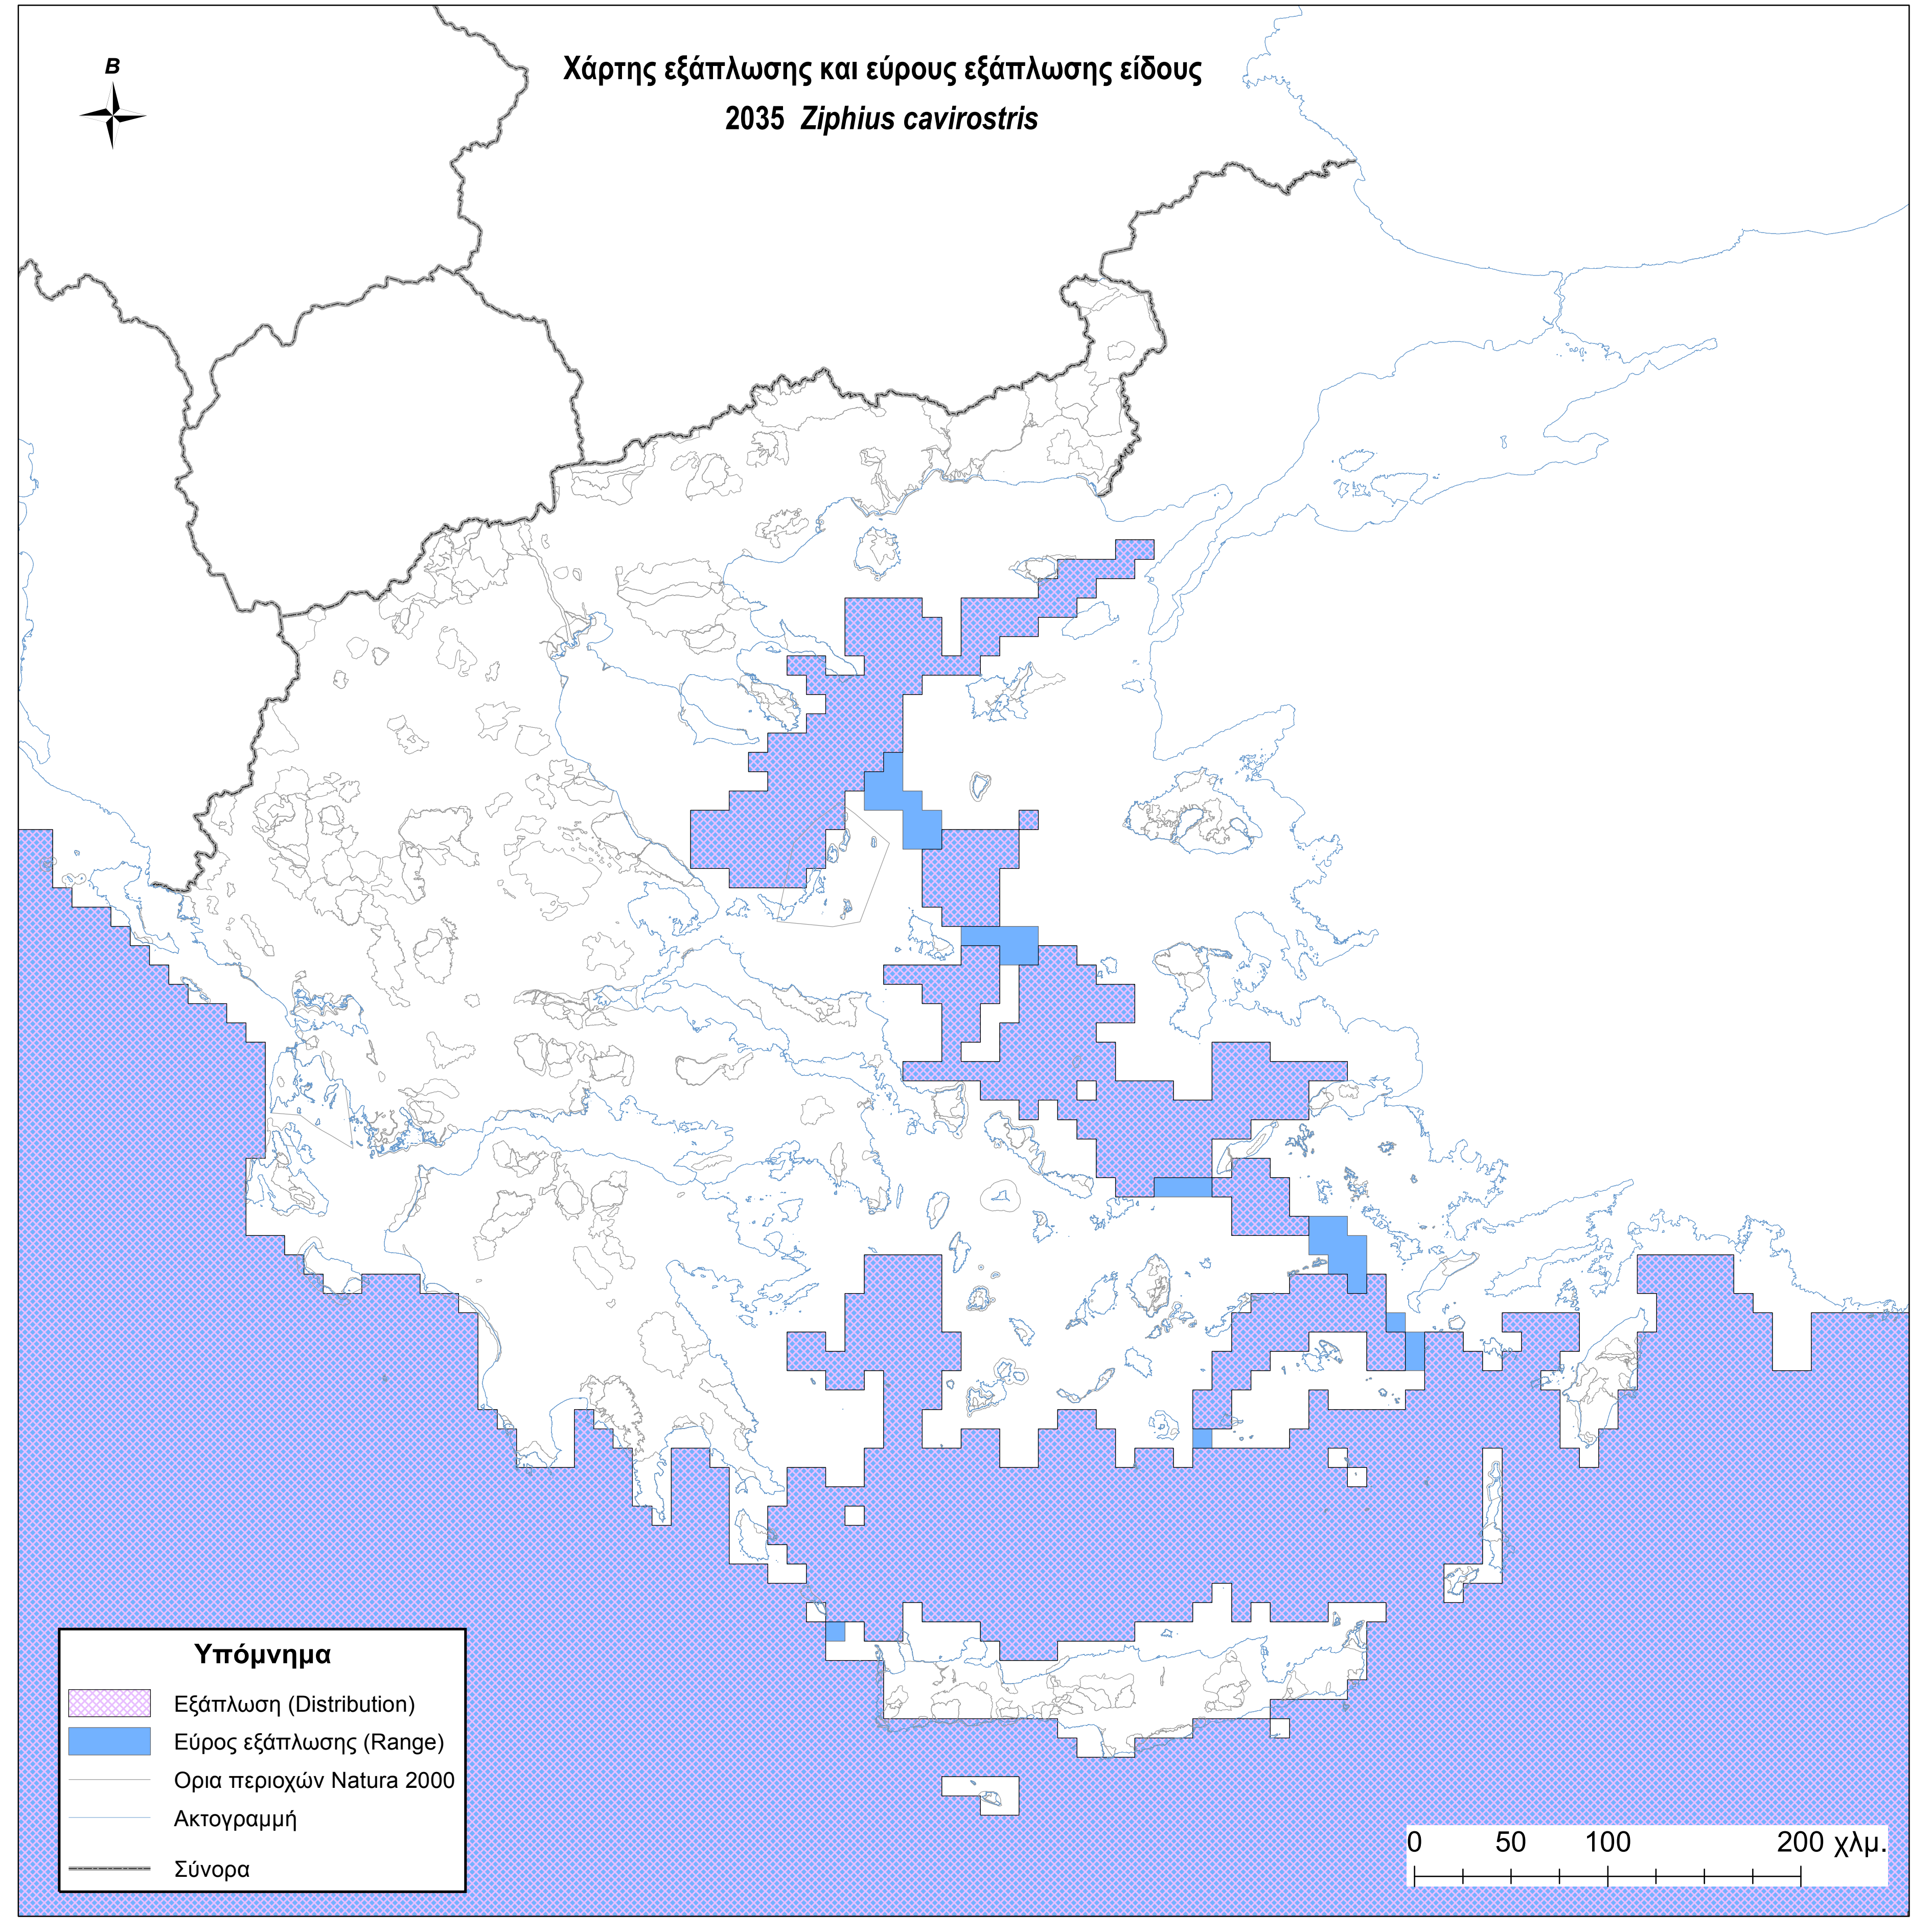 Χάρτης εξάπλωσης και εύρους εξάπλωσης είδους
2035 Ziphius cavirostris
B
Υπόμνημα
Εξάπλωση (Distribution)
Εύρος εξάπλωσης (Range)
Ορια περιοχών Natura 2000
Ακτογραμμή
Σύνορα
0 50 100 200 χλμ.